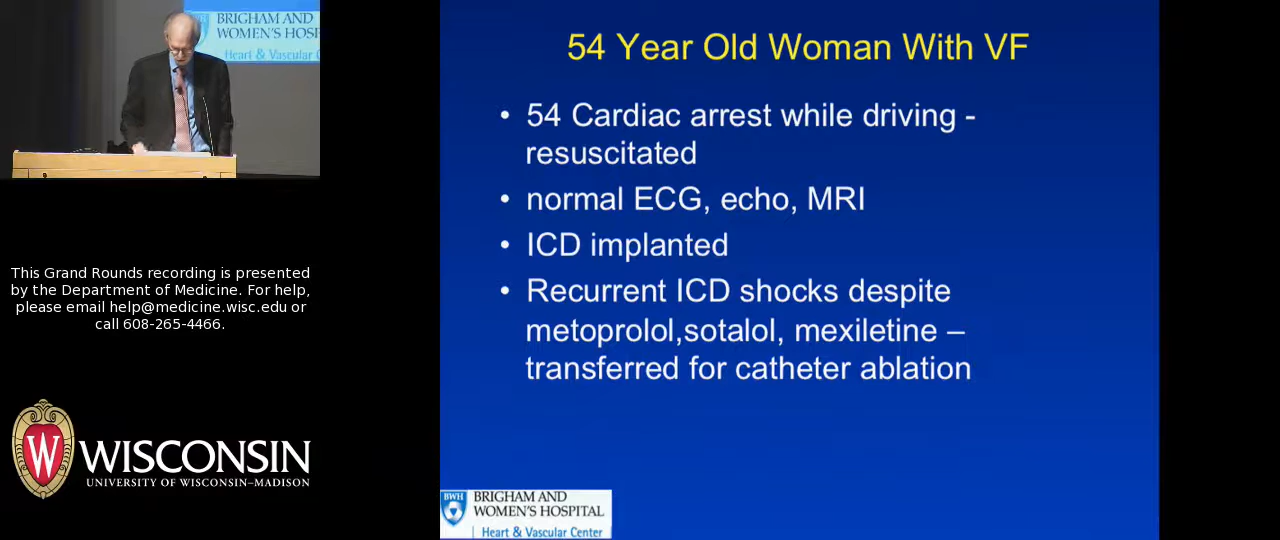 BRIGHAM AND
WOMEN'S HOSP
Heart & Vascular C
This Grand Rounds recording is presented
by the Department of Medicine. For help,
please email help@medicine.wisc.edu or
call 608-265-4466.
W
WISCONSIN
UNIVERSITY OF WISCONSIN–MADISON
54 Year Old Woman With VF
• 54 Cardiac arrest while driving -
resuscitated
• normal ECG, echo, MRI
• ICD implanted
• Recurrent ICD shocks despite
metoprolol,sotalol, mexiletine –
transferred for catheter ablation
BWH
BRIGHAM AND
WOMEN'S HOSPITAL
Heart & Vascular Center